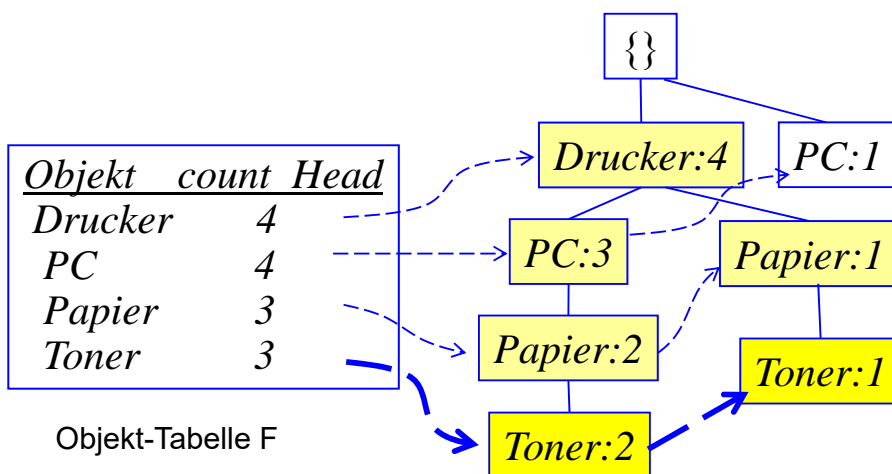 {}
Drucker:4
PC:1
Objekt count Head
Drucker 4
PC 4
Papier 3
Toner 3
PC:3
Papier:1
Papier:2
Toner:1
Toner:2
Objekt-Tabelle F